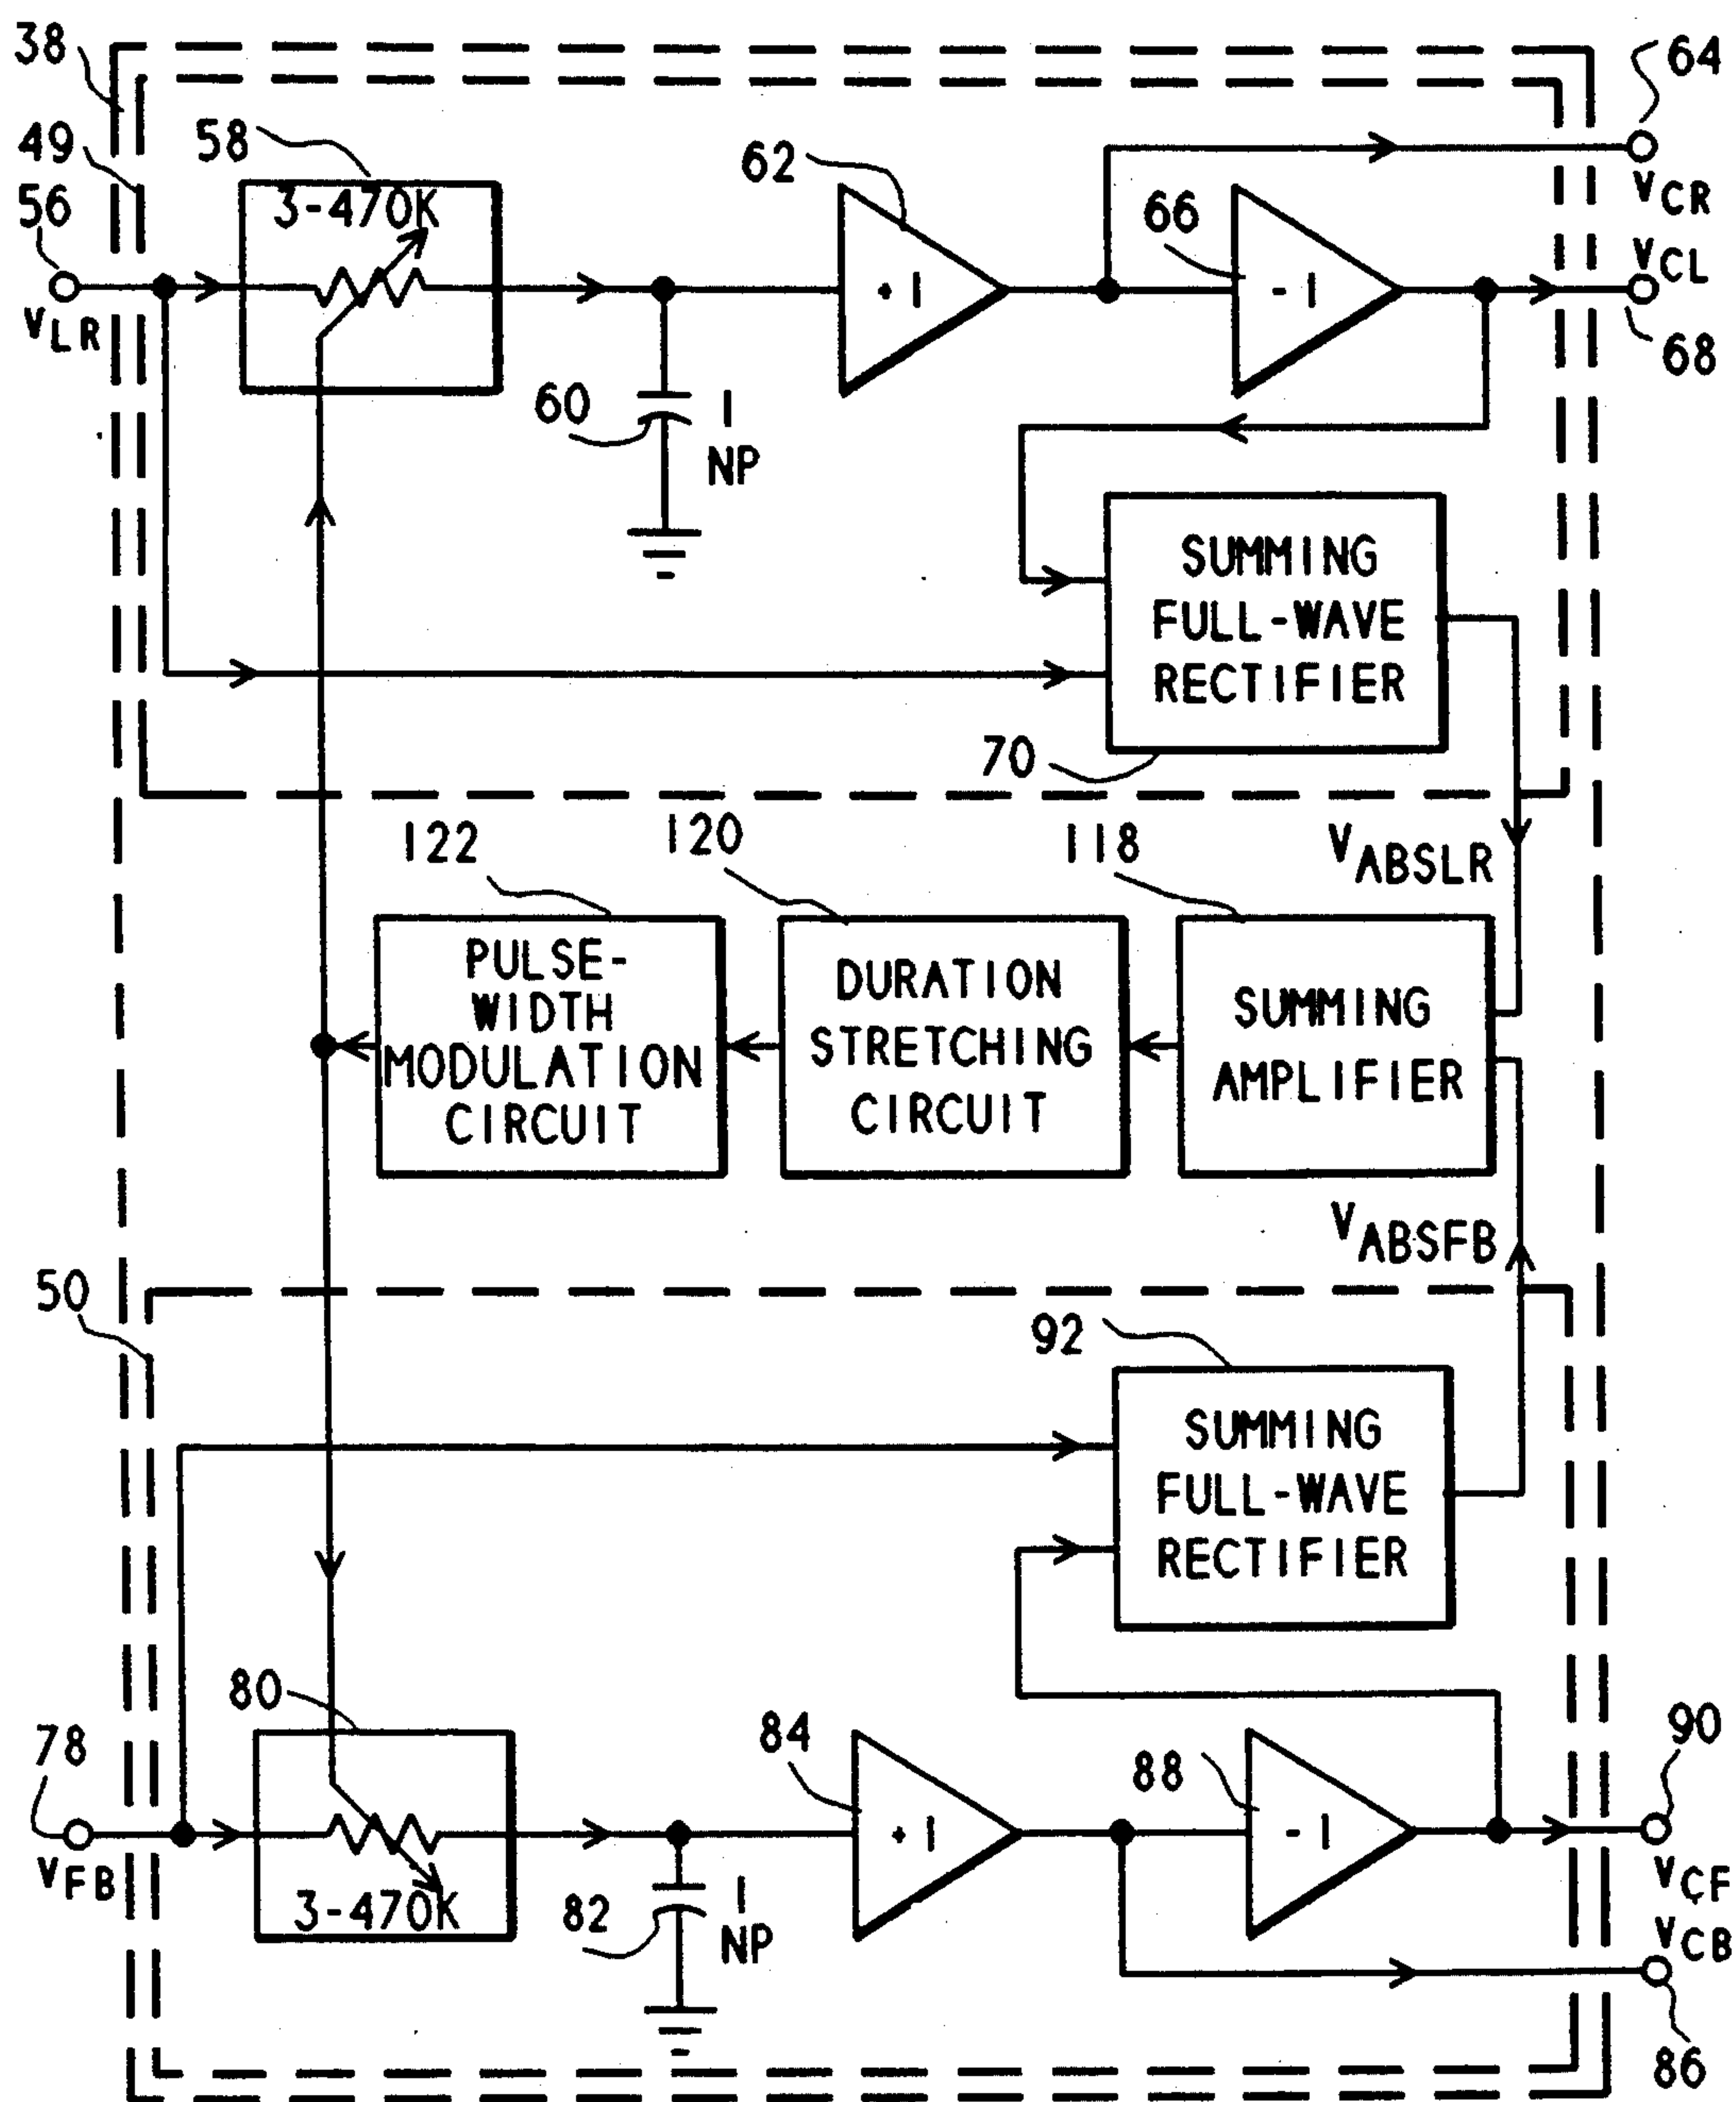 38
64
49
58
62
56
3-470K
66
VCR
VCL
+1
-1
VLR
68
60
1
NP
SUMMING
FULL-WAVE
RECTIFIER
70
122
120
118
VABSLR
PULSE-
WIDTH
MODULATION
CIRCUIT
DURATION
STRETCHING
CIRCUIT
SUMMING
AMPLIFIER
VABSFB
50
92
SUMMING
FULL-WAVE
RECTIFIER
80
78
84
88
90
+1
-1
VFB
3-470K
82
1
NP
VCF
VCB
86